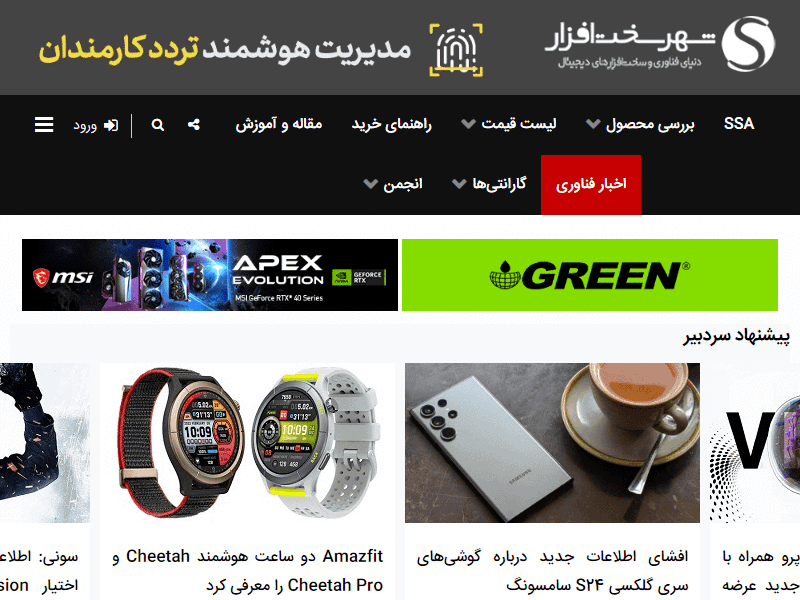 شهر سخت‌افزار
دنیای فناوری و سخت‌افزارهای دیجیتال
مدیریت هوشمند تردد کارمندان
SSA
بررسی محصول
لیست قیمت
راهنمای خرید
مقاله و آموزش
ورود
اخبار فناوری
گارانتی‌ها
انجمن
GREEN®
msi
APEX
EVOLUTION
MSI GeForce RTX® 40 Series
NVIDIA
GEFORCE
RTX
پیشنهاد سردبیر
پرو همراه با
جدید عرضه
افشای اطلاعات جدید درباره گوشی‌های
سری گلکسی S۲۴ سامسونگ
Amazfit دو ساعت هوشمند Cheetah و
Cheetah Pro را معرفی کرد
سونی: اطلاع
اختیار sion